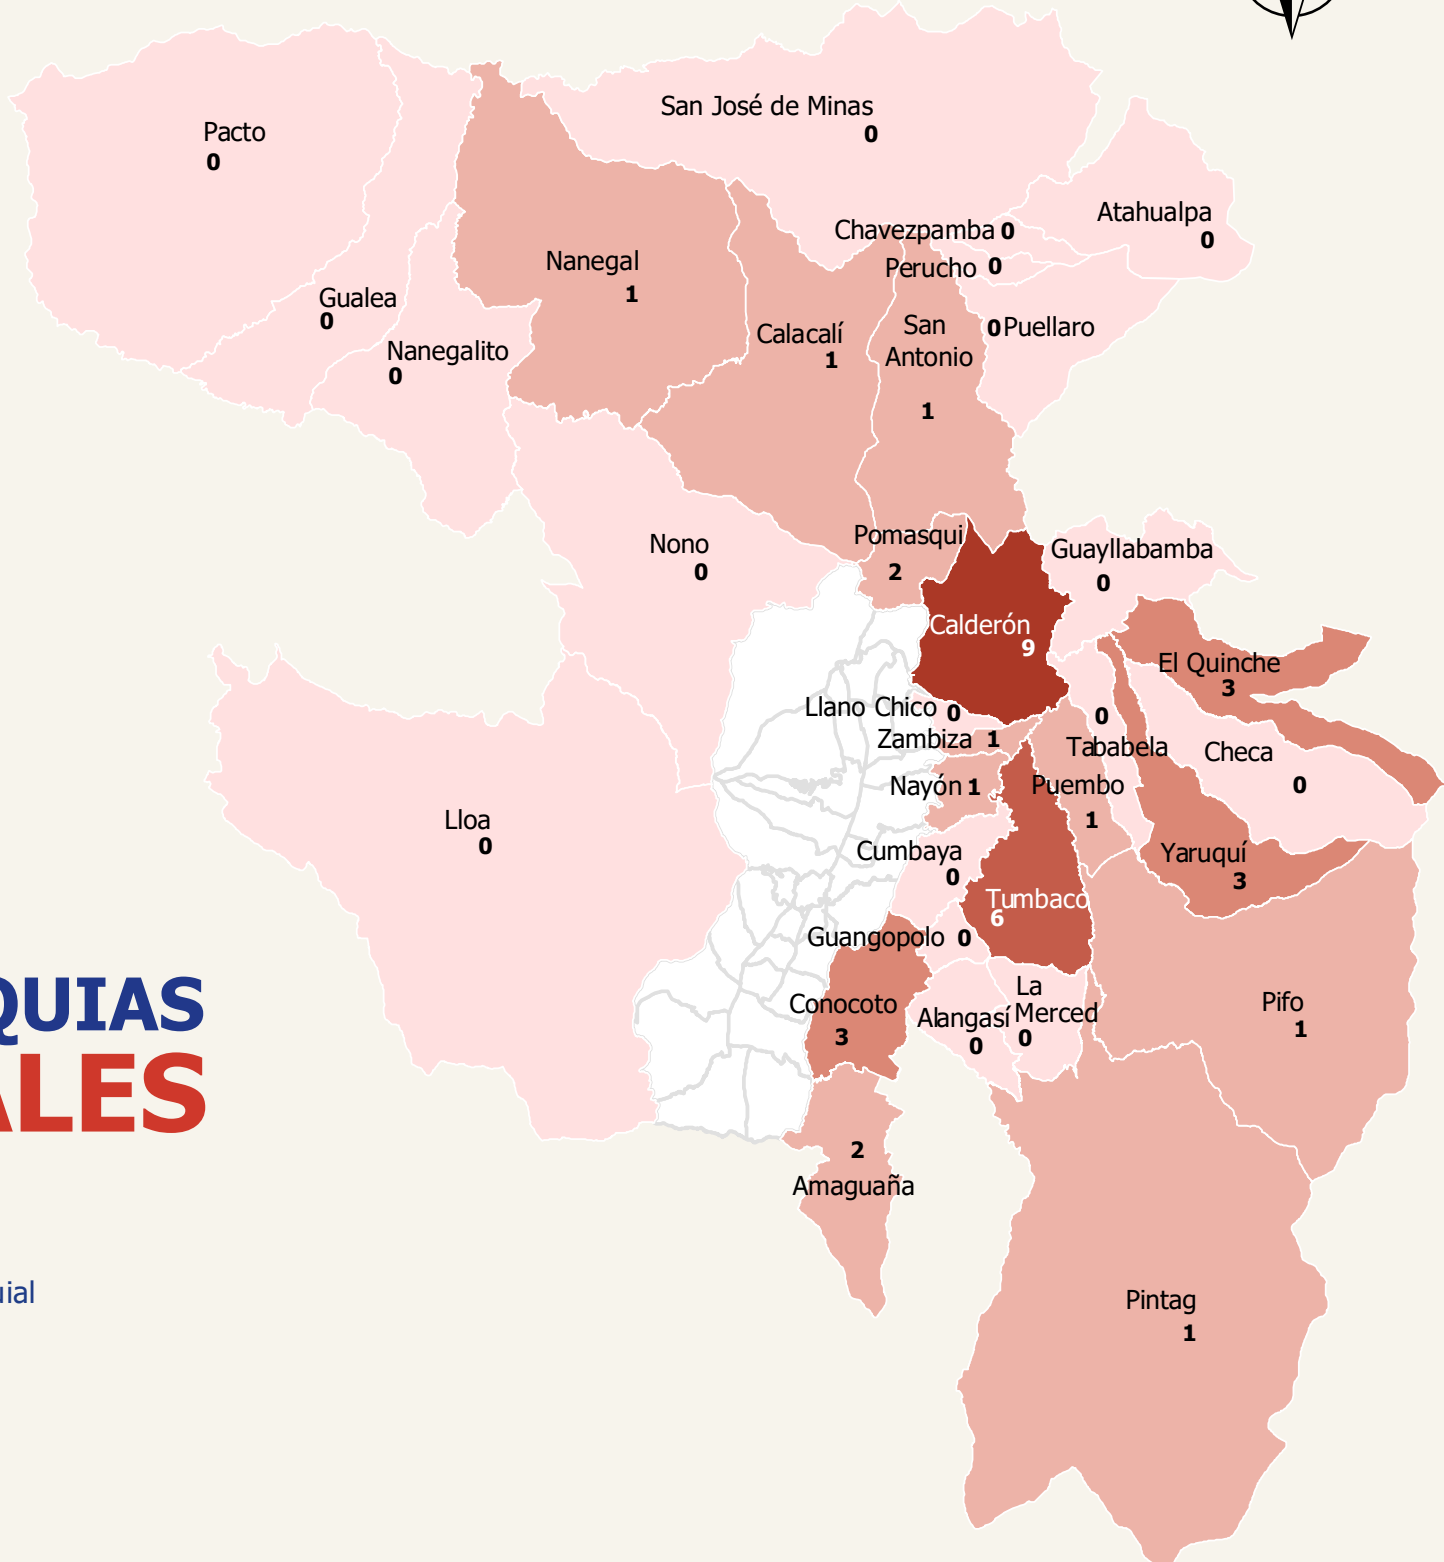 San José de Minas
0
Pacto
0
Atahualpa
0
Chavezpamba 0
Nanegal
1
Perucho 0
Gualea
0
San
Antonio
1
0 Puellaro
Calacalí
1
Nanegalito
0
Nono
0
Pomasqui
2
Guayllabamba
0
Calderón
9
El Quinche
3
Llano Chico 0
0
Tababela
Zambiza 1
Checa
0
Nayón 1
Puembo
1
Lloa
0
Cumbaya
0
Yaruquí
3
Tumbaco
6
Guangopolo 0
QUIAS
ALES
Conocoto
3
Alangasí
0
La
Merced
0
Pifo
1
2
Amaguaña
uial
Pintag
1